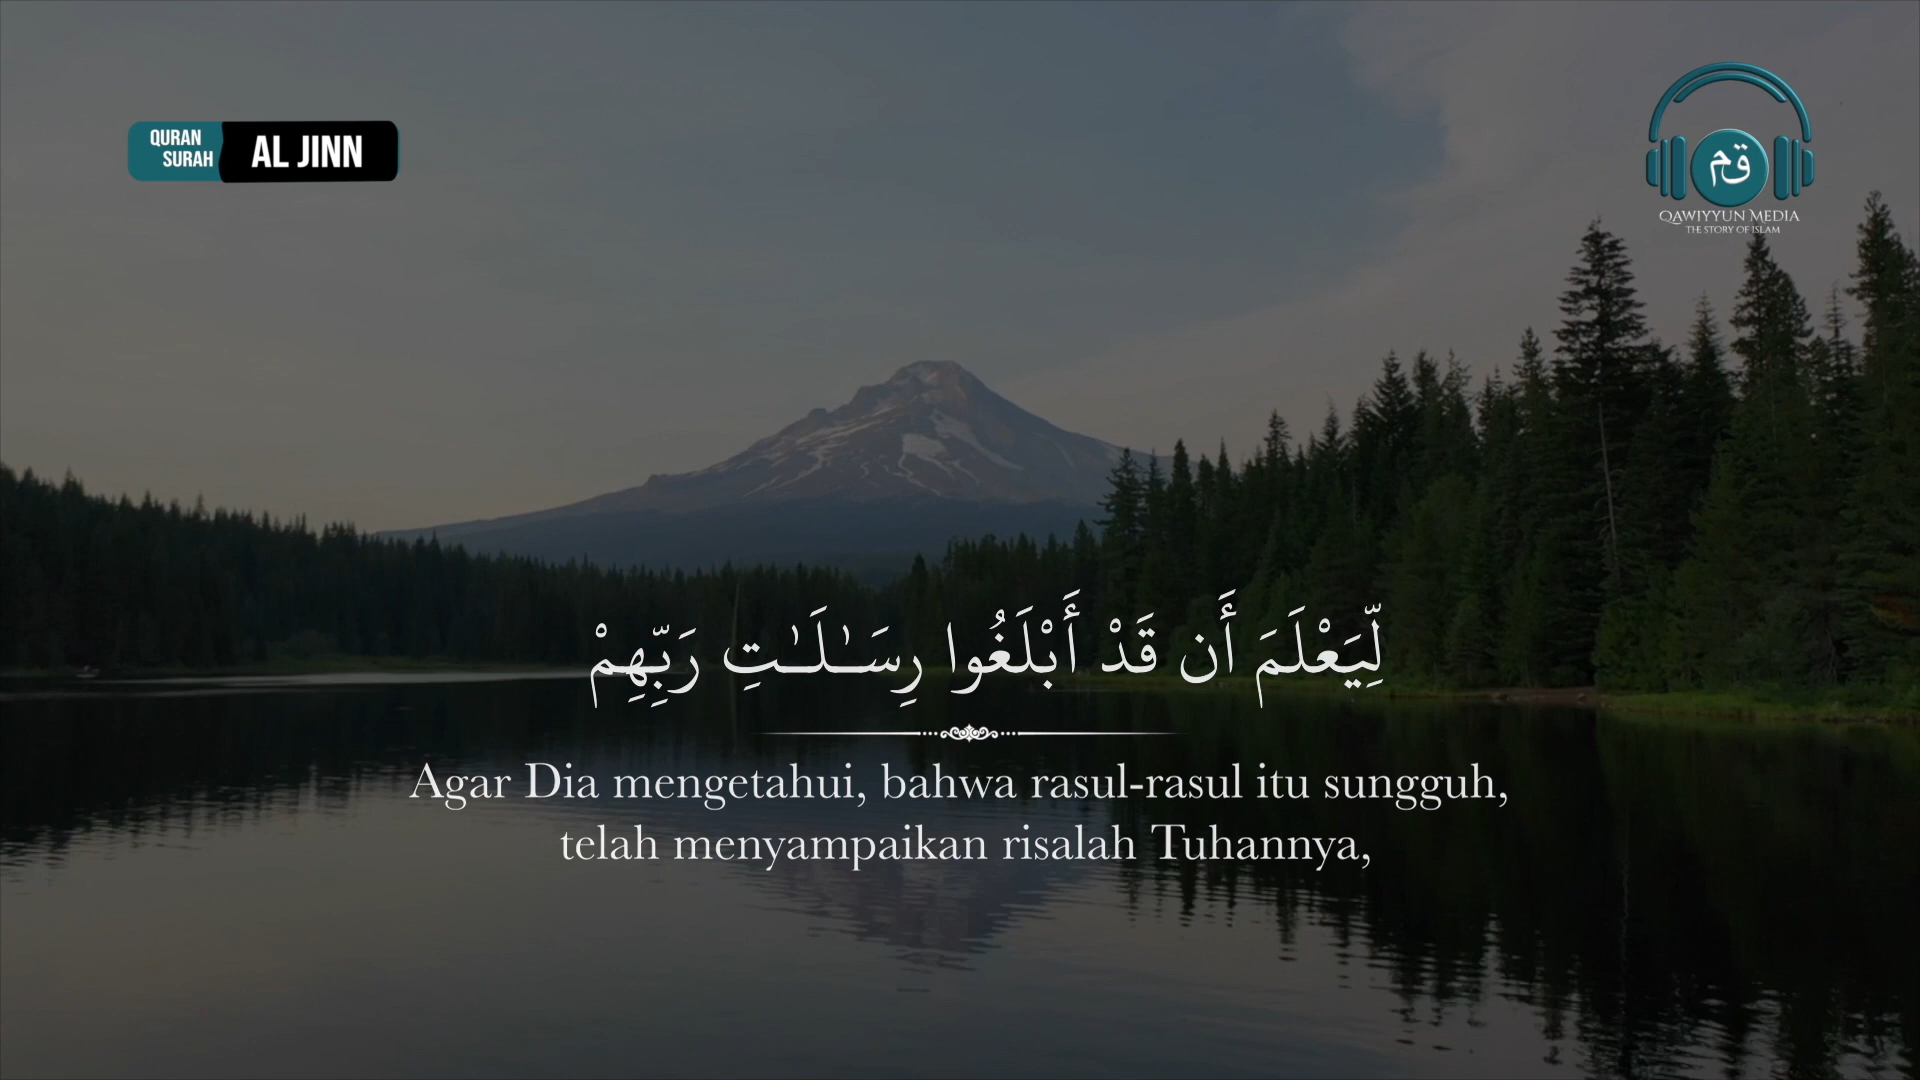 QURAN
SURAH
AL JINN
قم
QAWIYYUN MEDIA
THE STORY OF ISLAM
لِّيَعْلَمَ أَن قَدْ أَبْلَغُوا رِسَـٰلَـٰتِ رَبِّهِمْ
Agar Dia mengetahui, bahwa rasul-rasul itu sungguh,
telah menyampaikan risalah Tuhannya,